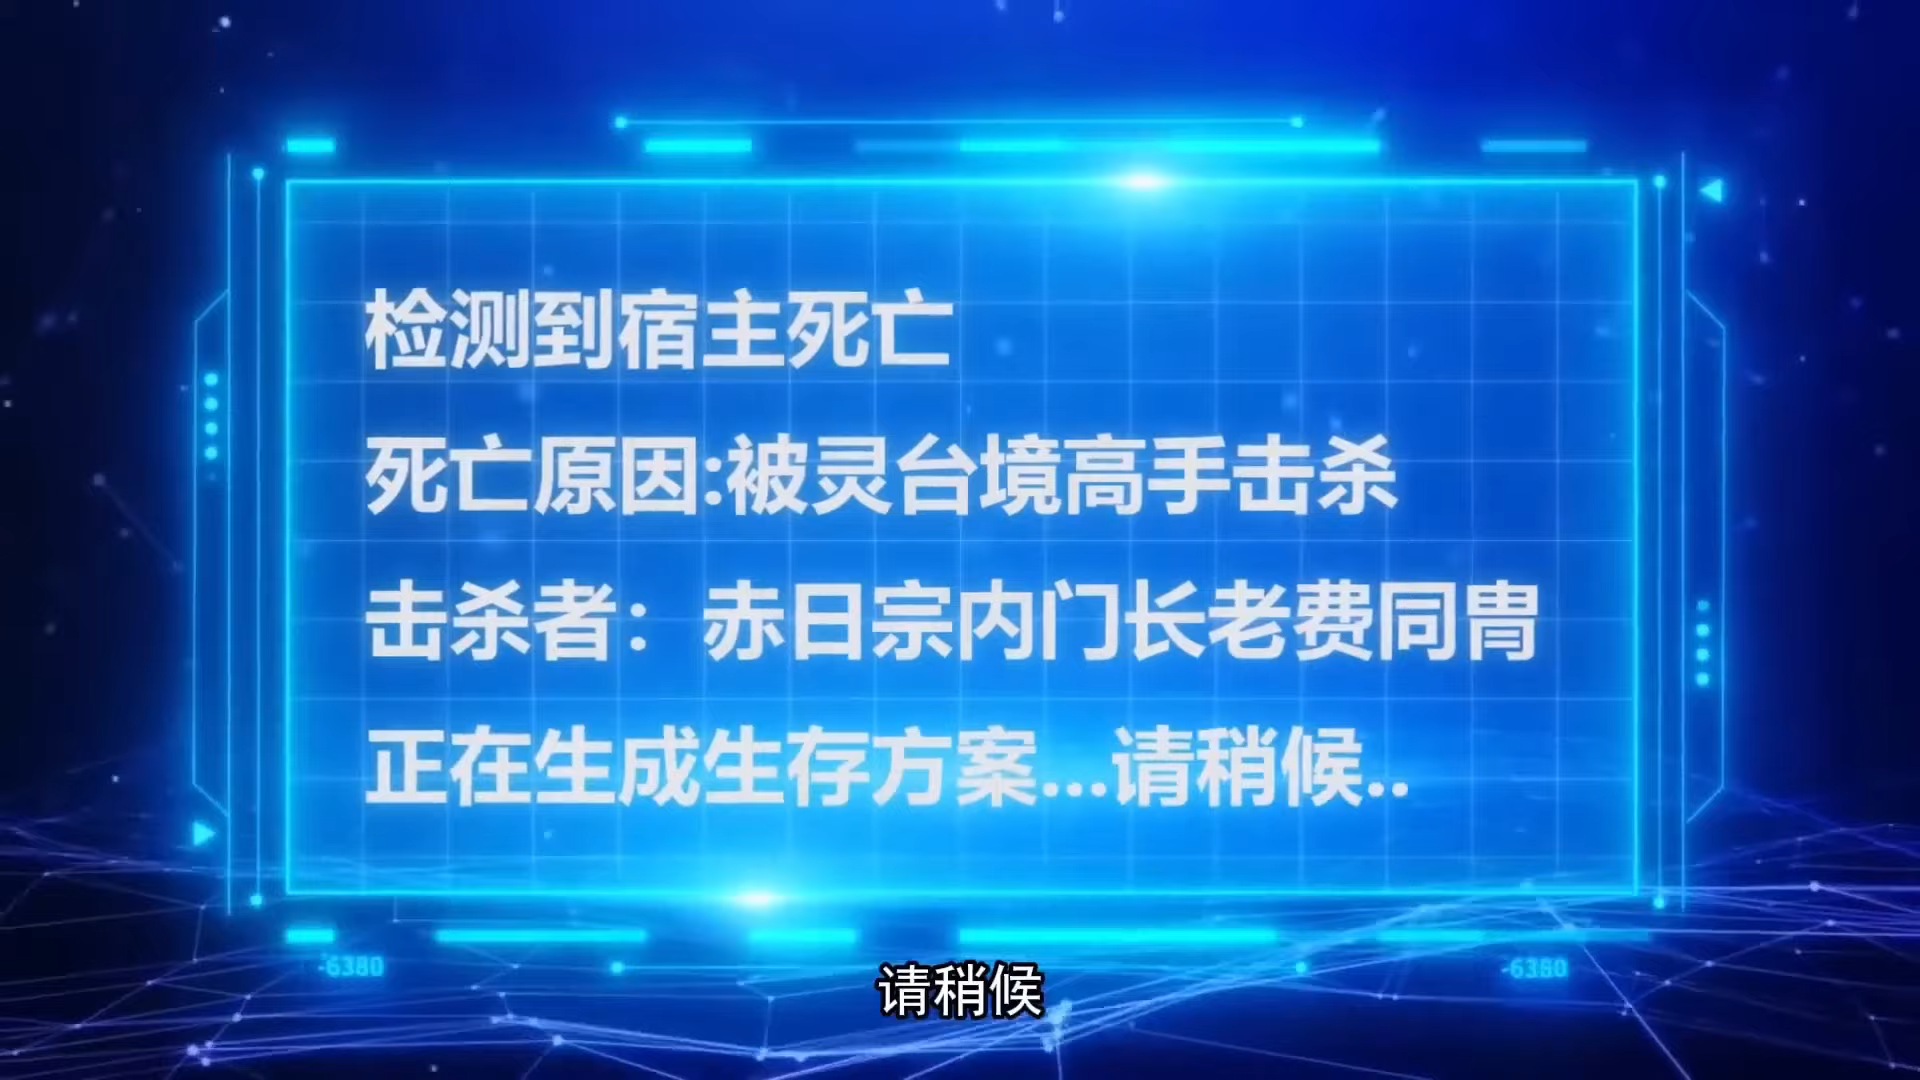 检测到宿主死亡
死亡原因:被灵台境高手击杀
击杀者：赤日宗内门长老费同胄
正在生成生存方案...请稍候..
-6380
-6380
请稍候